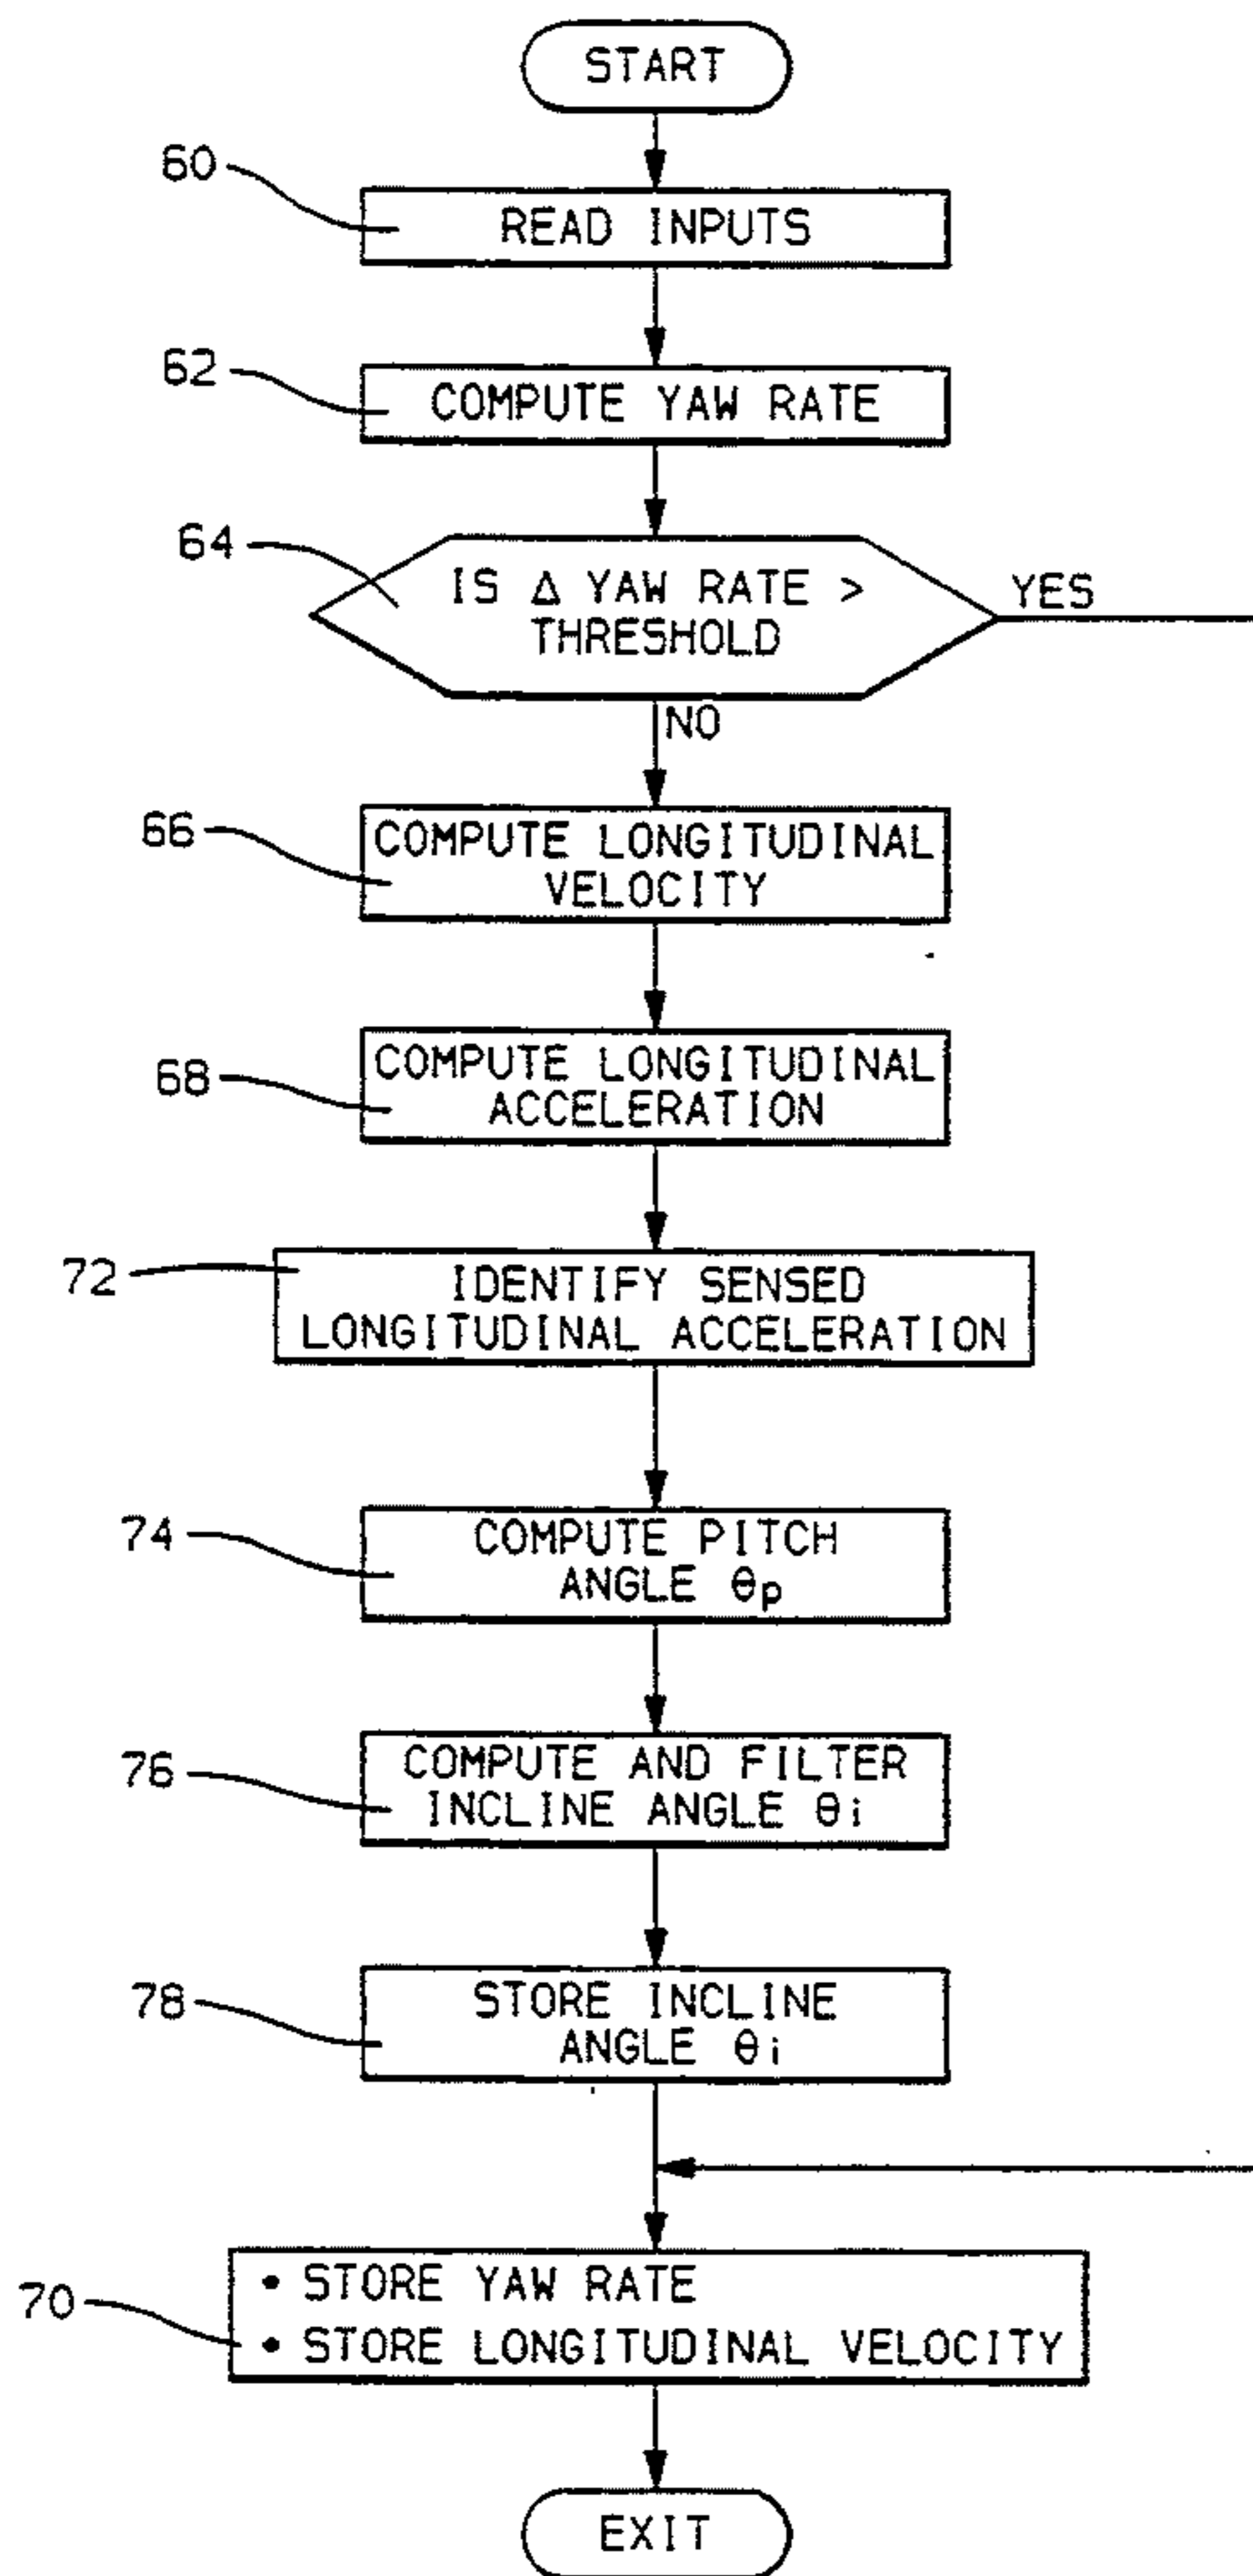 START
60
READ INPUTS
62
COMPUTE YAW RATE
64
IS Δ YAW RATE >
THRESHOLD
YES
NO
66
COMPUTE LONGITUDINAL
VELOCITY
68
COMPUTE LONGITUDINAL
ACCELERATION
72
IDENTIFY SENSED
LONGITUDINAL ACCELERATION
74
COMPUTE PITCH
ANGLE θp
76
COMPUTE AND FILTER
INCLINE ANGLE θi
78
STORE INCLINE
ANGLE θi
70
• STORE YAW RATE
• STORE LONGITUDINAL VELOCITY
EXIT